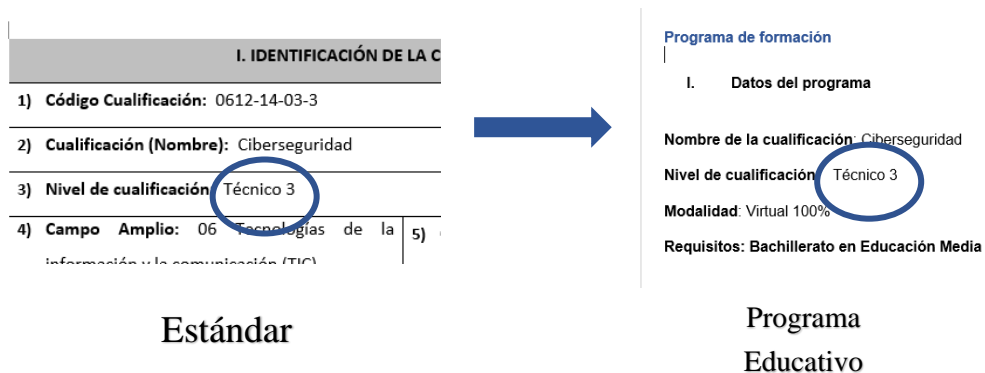 I. IDENTIFICACIÓN DE LA C
1) Código Cualificación: 0612-14-03-3
2) Cualificación (Nombre): Ciberseguridad
3) Nivel de cualificación Técnico 3
4) Campo Amplio: 06 Tecnologías de la
5)
información y la comunicación (TIC)
Estándar
Programa de formación
I. Datos del programa
Nombre de la cualificación: Ciberseguridad
Nivel de cualificación Técnico 3
Modalidad: Virtual 100%
Requisitos: Bachillerato en Educación Media
Programa
Educativo